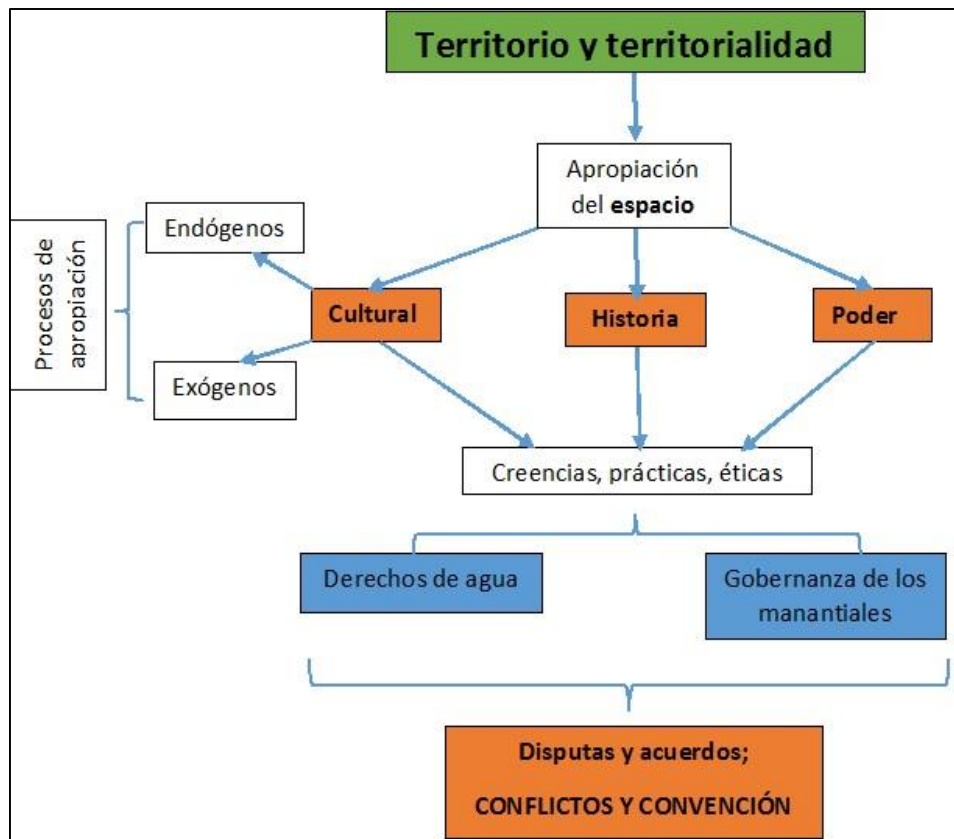 Territorio y territorialidad
Apropiación
del espacio
Procesos de
apropiación
Endógenos
Exógenos
Cultural
Historia
Poder
Creencias, prácticas, éticas
Derechos de agua
Gobernanza de los
manantiales
Disputas y acuerdos;
CONFLICTOS Y CONVENCIÓN